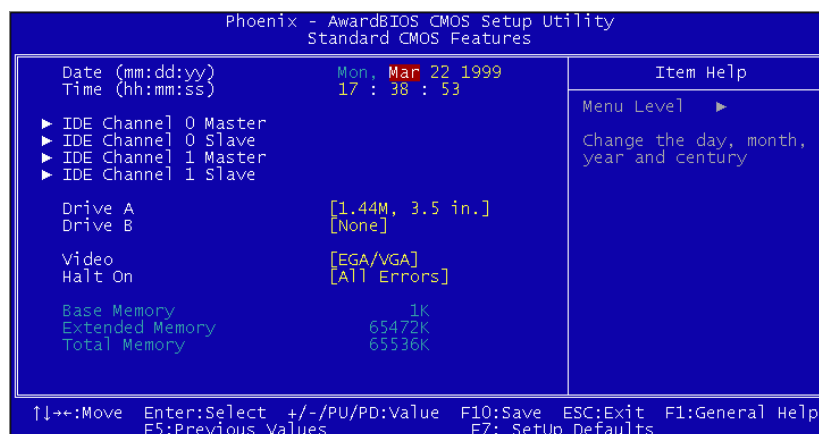 Phoenix - AwardBIOS CMOS Setup Utility
Standard CMOS Features
Date (mm:dd:yy) Mon, Mar 22 1999
Time (hh:mm:ss) 17 : 38 : 53
▶ IDE Channel 0 Master
▶ IDE Channel 0 Slave
▶ IDE Channel 1 Master
▶ IDE Channel 1 Slave
Drive A [1.44M, 3.5 in.]
Drive B [None]
Video [EGA/VGA]
Halt On [All Errors]
Base Memory 1K
Extended Memory 65472K
Total Memory 65536K
Item Help
Menu Level ▶
Change the day, month,
year and century
↑↓→←:Move Enter:Select +/-/PU/PD:Value F10:Save ESC:Exit F1:General Help
F5:Previous Values F7: SetUp Defaults